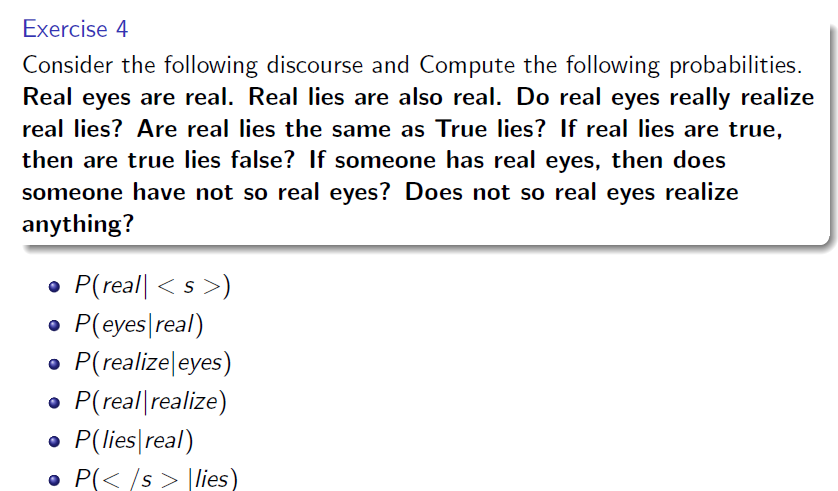 Exercise 4
Consider the following discourse and Compute the following probabilities.
Real eyes are real. Real lies are also real. Do real eyes really realize
real lies? Are real lies the same as True lies? If real lies are true,
then are true lies false? If someone has real eyes, then does
someone have not so real eyes? Does not so real eyes realize
anything?
P(real| < s >)
P(eyes|real)
P(realize|eyes)
P(real|realize)
P(lies|real)
P(< /s > |lies)